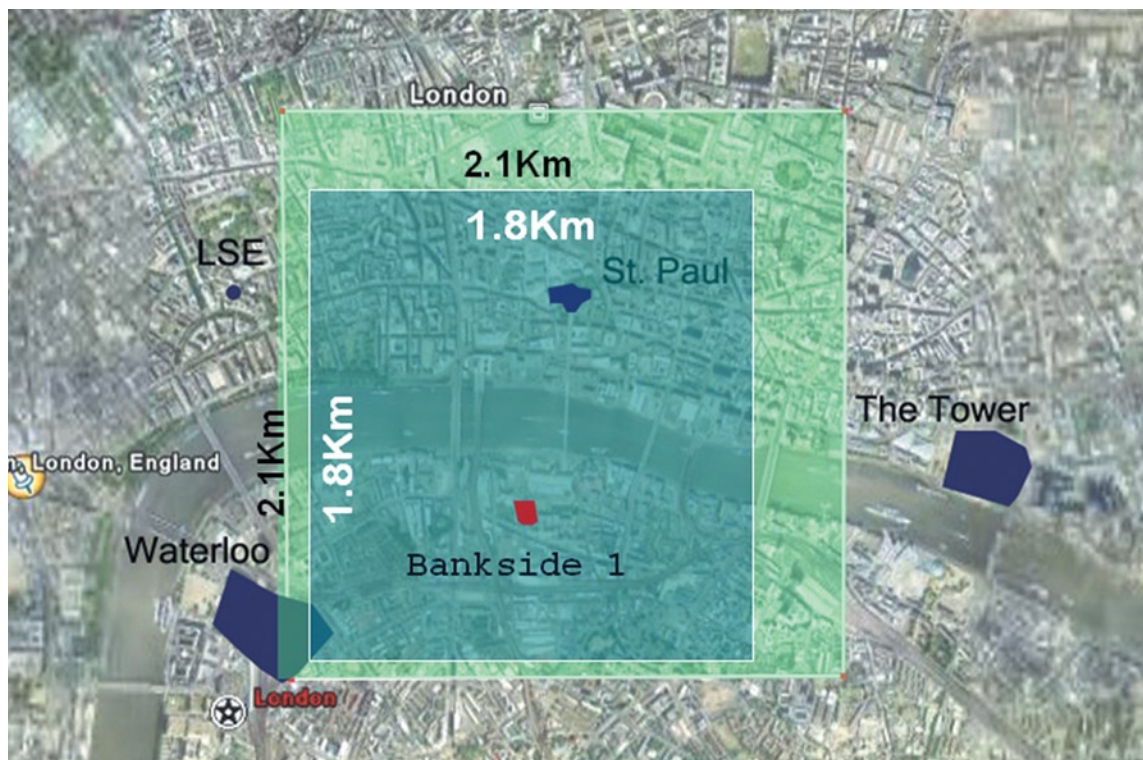 London
2.1Km
1.8Km
LSE
St. Paul
2.1Km
1.8Km
The Tower
London, England
Waterloo
Bankside 1
London